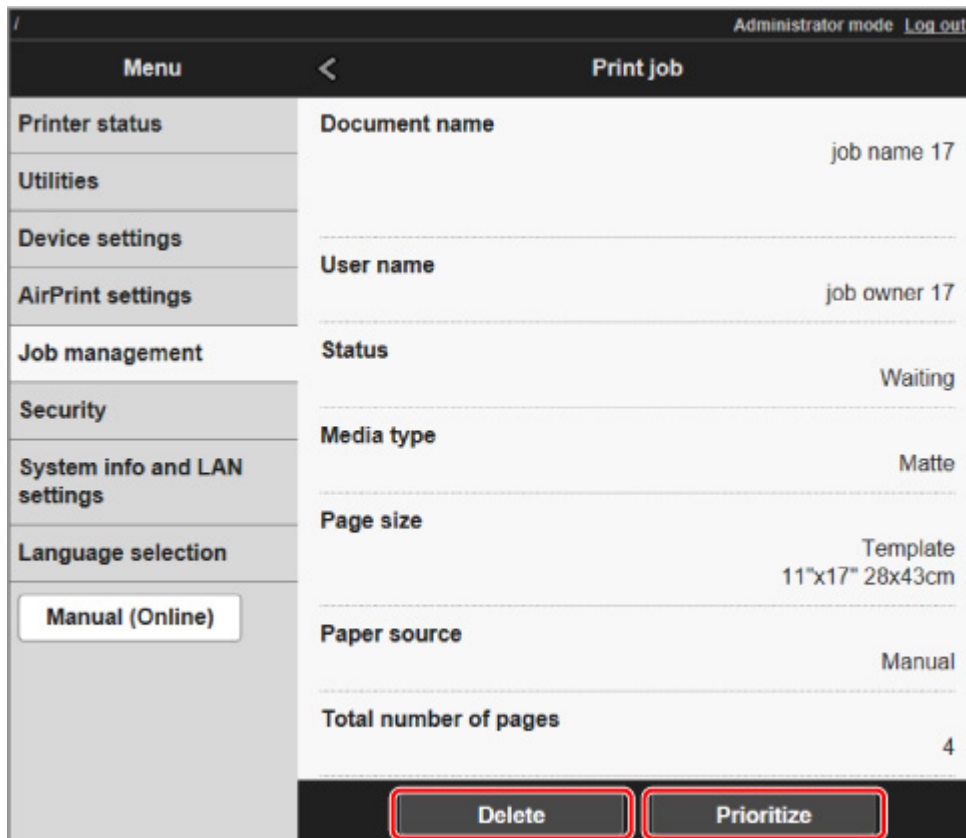 /
Administrator mode Log out
Menu
Print job
Printer status
Utilities
Device settings
AirPrint settings
Job management
Security
System info and LAN
settings
Language selection
Manual (Online)
Document name
job name 17
User name
job owner 17
Status
Waiting
Media type
Matte
Page size
Template
11"x17" 28x43cm
Paper source
Manual
Total number of pages
4
Delete
Prioritize